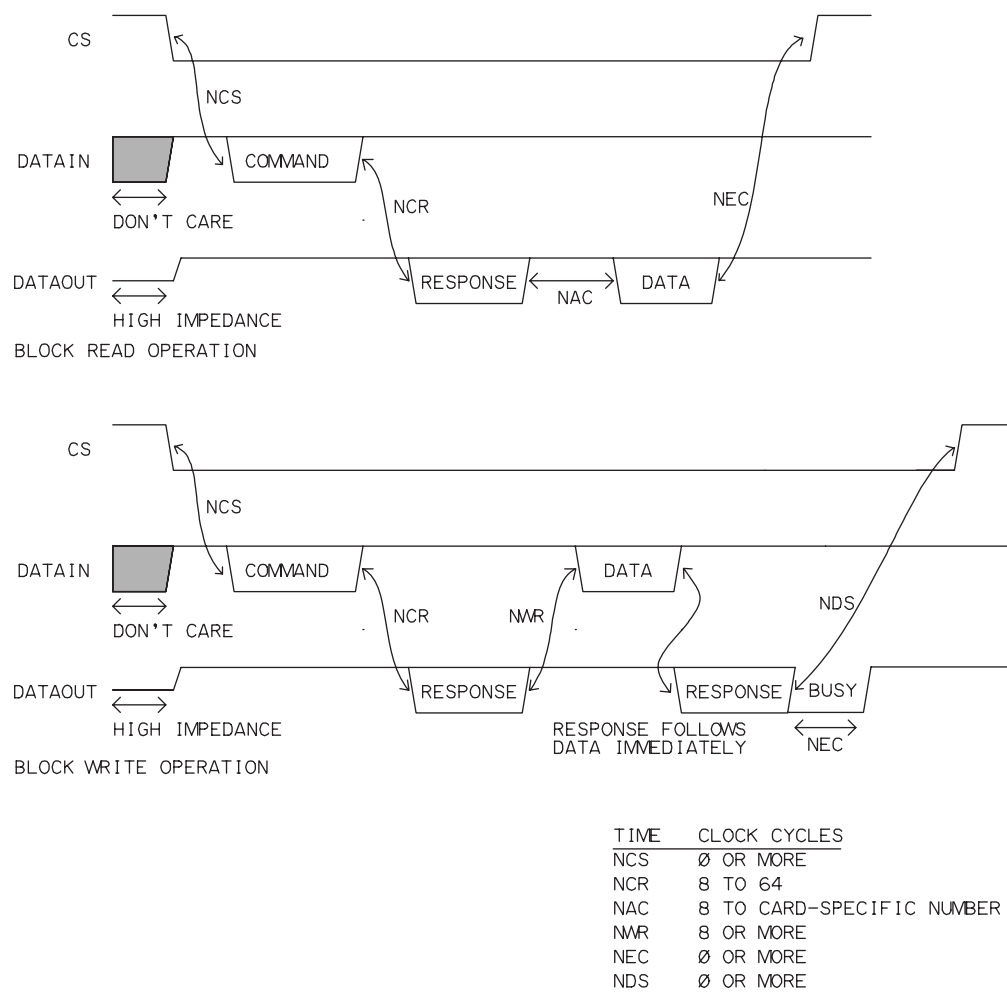 CS
NCS
DATAIN
COMMAND
DON'T CARE
NCR
NEC
DATAOUT
RESPONSE
NAC
DATA
HIGH IMPEDANCE
BLOCK READ OPERATION
CS
NCS
DATAIN
COMMAND
DATA
DON'T CARE
NCR
NWR
NDS
DATAOUT
RESPONSE
RESPONSE
BUSY
HIGH IMPEDANCE
RESPONSE FOLLOWS
DATA IMMEDIATELY
NEC
BLOCK WRITE OPERATION
TIME CLOCK CYCLES
NCS Ø OR MORE
NCR 8 TO 64
NAC 8 TO CARD-SPECIFIC NUMBER
NWR 8 OR MORE
NEC Ø OR MORE
NDS Ø OR MORE